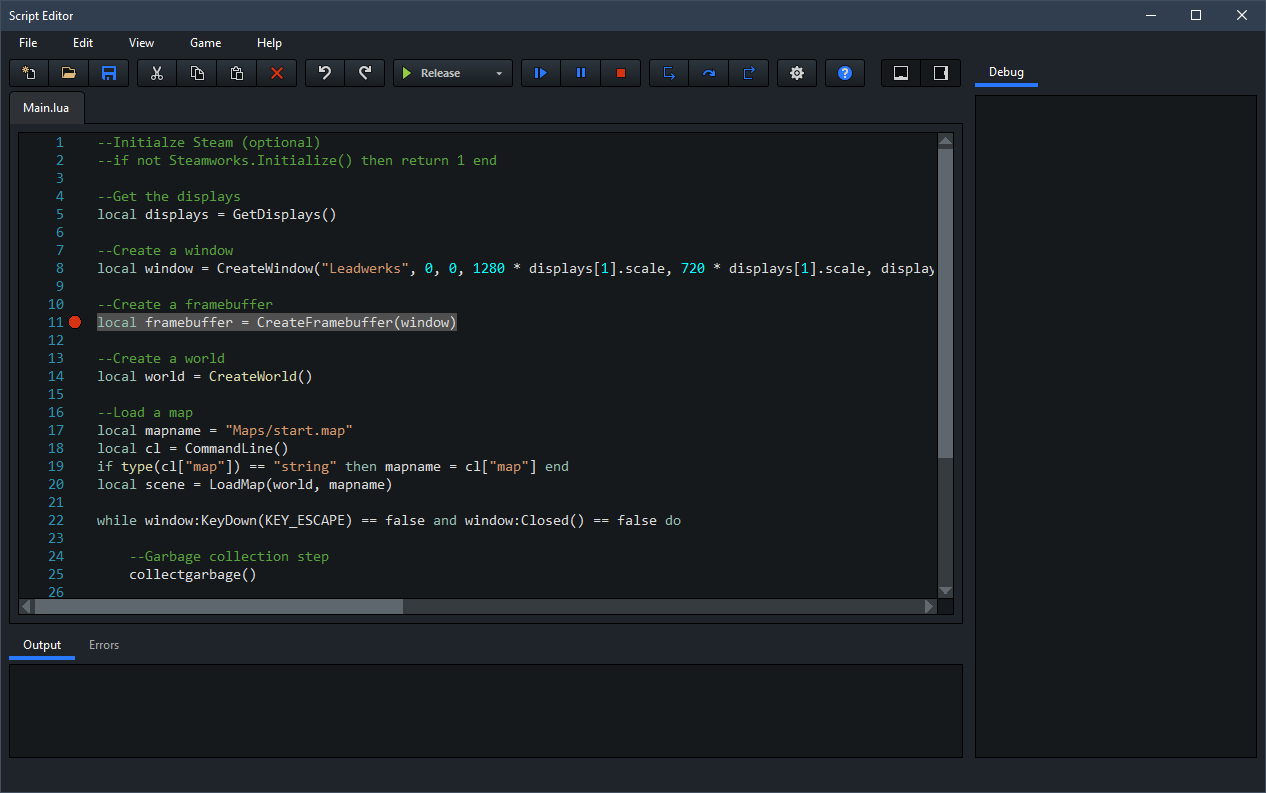 Script Editor
File Edit View Game Help
Release
Debug
Main.lua
1 --Initialze Steam (optional)
2 --if not Steamworks.Initialize() then return 1 end
3
4 --Get the displays
5 local displays = GetDisplays()
6
7 --Create a window
8 local window = CreateWindow("Leadwerks", 0, 0, 1280 * displays[1].scale, 720 * displays[1].scale, display
9
10 --Create a framebuffer
11 local framebuffer = CreateFramebuffer(window)
12
13 --Create a world
14 local world = CreateWorld()
15
16 --Load a map
17 local mapname = "Maps/start.map"
18 local cl = CommandLine()
19 if type(cl["map"]) == "string" then mapname = cl["map"] end
20 local scene = LoadMap(world, mapname)
21
22 while window:KeyDown(KEY_ESCAPE) == false and window:Closed() == false do
23
24 --Garbage collection step
25 collectgarbage()
26
Output Errors